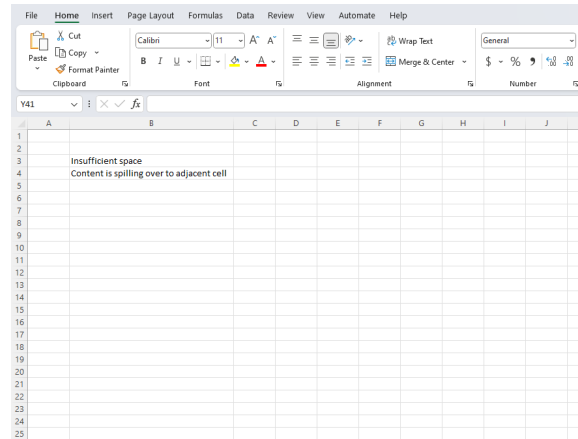 File Home Insert Page Layout Formulas Data Review View Automate Help
Cut
Copy
Format Painter
Paste
Calibri 11 A^ A˅
B I U A
Wrap Text
Merge & Center
General
$ % 9 .00
Clipboard Font Alignment Number
Y41 fx
A B C D E F G H I J
1
2
3 Insufficient space
4 Content is spilling over to adjacent cell
5
6
7
8
9
10
11
12
13
14
15
16
17
18
19
20
21
22
23
24
25